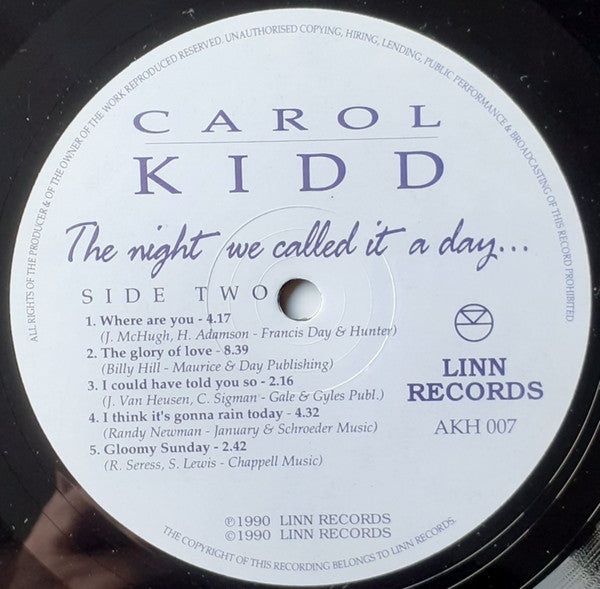 ALL RIGHTS OF THE PRODUCER & OF THE OWNER OF THE WORK REPRODUCED RESERVED. UNAUTHORISED COPYING, HIRING, LENDING, PUBLIC PERFORMANCE & BROADCASTING OF THIS RECORD PROHIBITED
CAROL
KIDD
The night we called it a day...
SIDE TWO
1. Where are you - 4.17
(J. McHugh, H. Adamson - Francis Day & Hunter)
2. The glory of love - 8.39
(Billy Hill - Maurice & Day Publishing)
3. I could have told you so - 2.16
(J. Van Heusen, C. Sigman - Gale & Gyles Publ.)
4. I think it's gonna rain today - 4.32
(Randy Newman - January & Schroeder Music)
5. Gloomy Sunday - 2.42
(R. Seress, S. Lewis - Chappell Music)
LINN
RECORDS
AKH 007
℗1990 LINN RECORDS
©1990 LINN RECORDS
THE COPYRIGHT OF THIS RECORDING BELONGS TO LINN RECORDS.